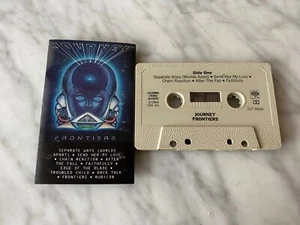 JOURNEY
FRONTIERS
SEPARATE WAYS (WORLDS
APART) • SEND HER MY LOVE
• CHAIN REACTION • AFTER
THE FALL • FAITHFULLY
EDGE OF THE BLADE •
TROUBLED CHILD • BACK TALK
• FRONTIERS • RUBICON
Side One
Separate Ways (Worlds Apart) • Send Her My Love •
Chain Reaction • After The Fall • Faithfully
JOURNEY
FRONTIERS